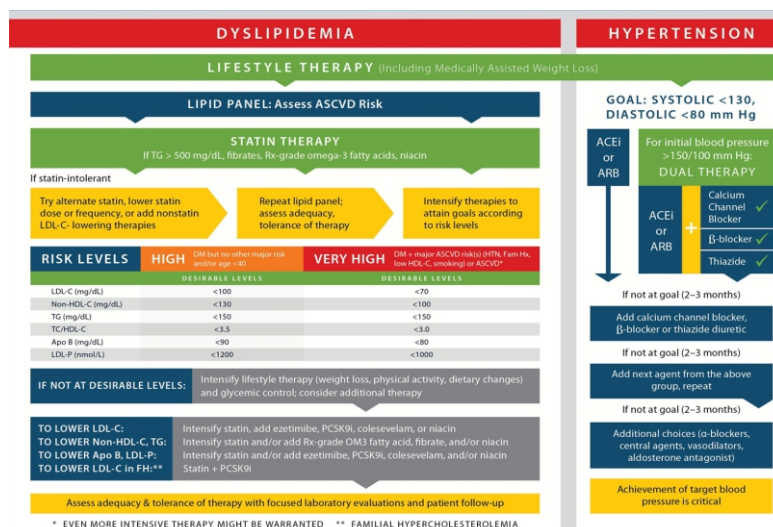 DYSLIPIDEMIA
HYPERTENSION
LIFESTYLE THERAPY (Including Medically Assisted Weight Loss)
LIPID PANEL: Assess ASCVD Risk
STATIN THERAPY
If TG > 500 mg/dL, fibrates, Rx-grade omega-3 fatty acids, niacin
If statin-intolerant
Try alternate statin, lower statin
dose or frequency, or add nonstatin
LDL-C- lowering therapies
Repeat lipid panel;
assess adequacy,
tolerance of therapy
Intensify therapies to
attain goals according
to risk levels
RISK LEVELS
HIGH
DM but no other major risk
and/or age <40
VERY HIGH
DM + major ASCVD risk(s) (HTN, Fam Hx,
low HDL-C, smoking) or ASCVD*
DESIRABLE LEVELS
DESIRABLE LEVELS
LDL-C (mg/dL) <100 <70
Non-HDL-C (mg/dL) <130 <100
TG (mg/dL) <150 <150
TC/HDL-C <3.5 <3.0
Apo B (mg/dL) <90 <80
LDL-P (nmol/L) <1200 <1000
IF NOT AT DESIRABLE LEVELS:
Intensify lifestyle therapy (weight loss, physical activity, dietary changes)
and glycemic control; consider additional therapy
TO LOWER LDL-C: Intensify statin, add ezetimibe, PCSK9i, colesevelam, or niacin
TO LOWER Non-HDL-C, TG: Intensify statin and/or add Rx-grade OM3 fatty acid, fibrate, and/or niacin
TO LOWER Apo B, LDL-P: Intensify statin and/or add ezetimibe, PCSK9i, colesevelam, and/or niacin
TO LOWER LDL-C in FH:** Statin + PCSK9i
Assess adequacy & tolerance of therapy with focused laboratory evaluations and patient follow-up
* EVEN MORE INTENSIVE THERAPY MIGHT BE WARRANTED ** FAMILIAL HYPERCHOLESTEROLEMIA
GOAL: SYSTOLIC <130,
DIASTOLIC <80 mm Hg
ACEi
or
ARB
For initial blood pressure
>150/100 mm Hg:
DUAL THERAPY
ACEi
or
ARB
+
Calcium
Channel
Blocker ✓
β-blocker ✓
Thiazide ✓
If not at goal (2–3 months)
Add calcium channel blocker,
β-blocker or thiazide diuretic
If not at goal (2–3 months)
Add next agent from the above
group, repeat
If not at goal (2–3 months)
Additional choices (α-blockers,
central agents, vasodilators,
aldosterone antagonist)
Achievement of target blood
pressure is critical